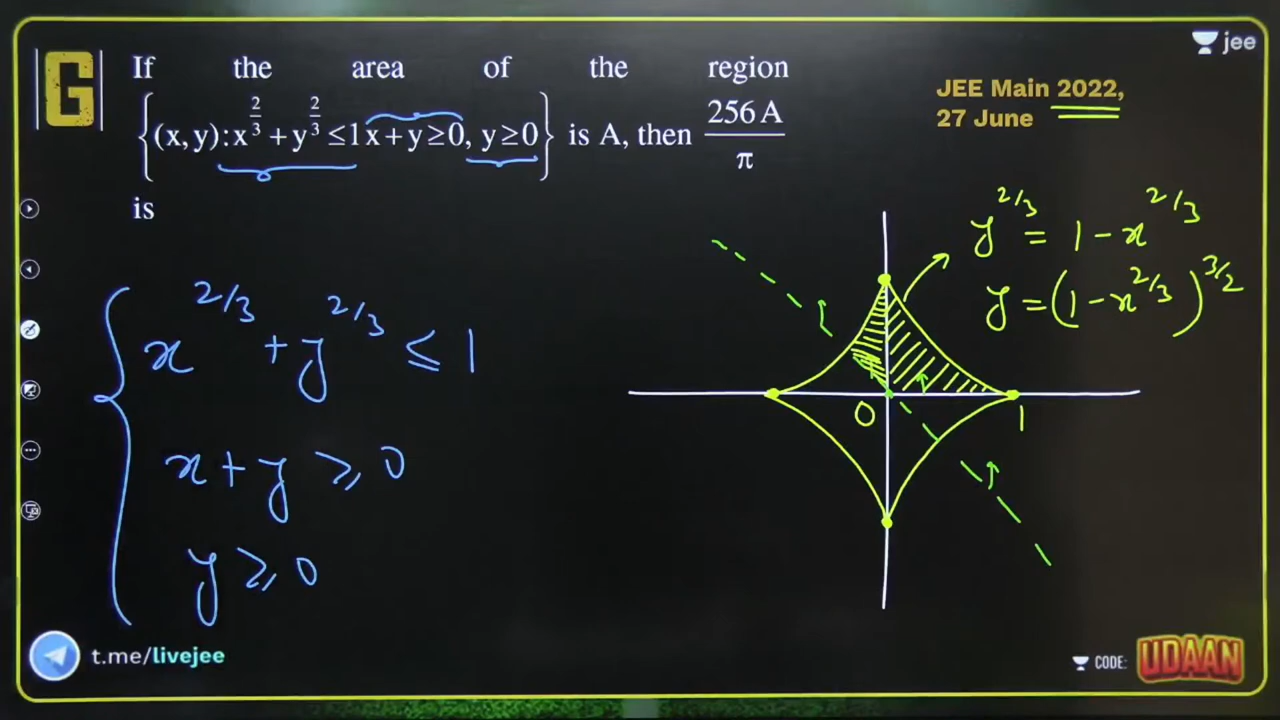 G
If the area of the region
{(x, y) : x^{2/3} + y^{2/3} ≤ 1 x + y ≥ 0, y ≥ 0} is A, then 256 A / π
is
jee
JEE Main 2022,
27 June
x^{2/3} + y^{2/3} ≤ 1
x + y ≥ 0
y ≥ 0
y^{2/3} = 1 - x^{2/3}
y = (1 - x^{2/3})^{3/2}
0
1
t.me/livejee
CODE: UDAAN